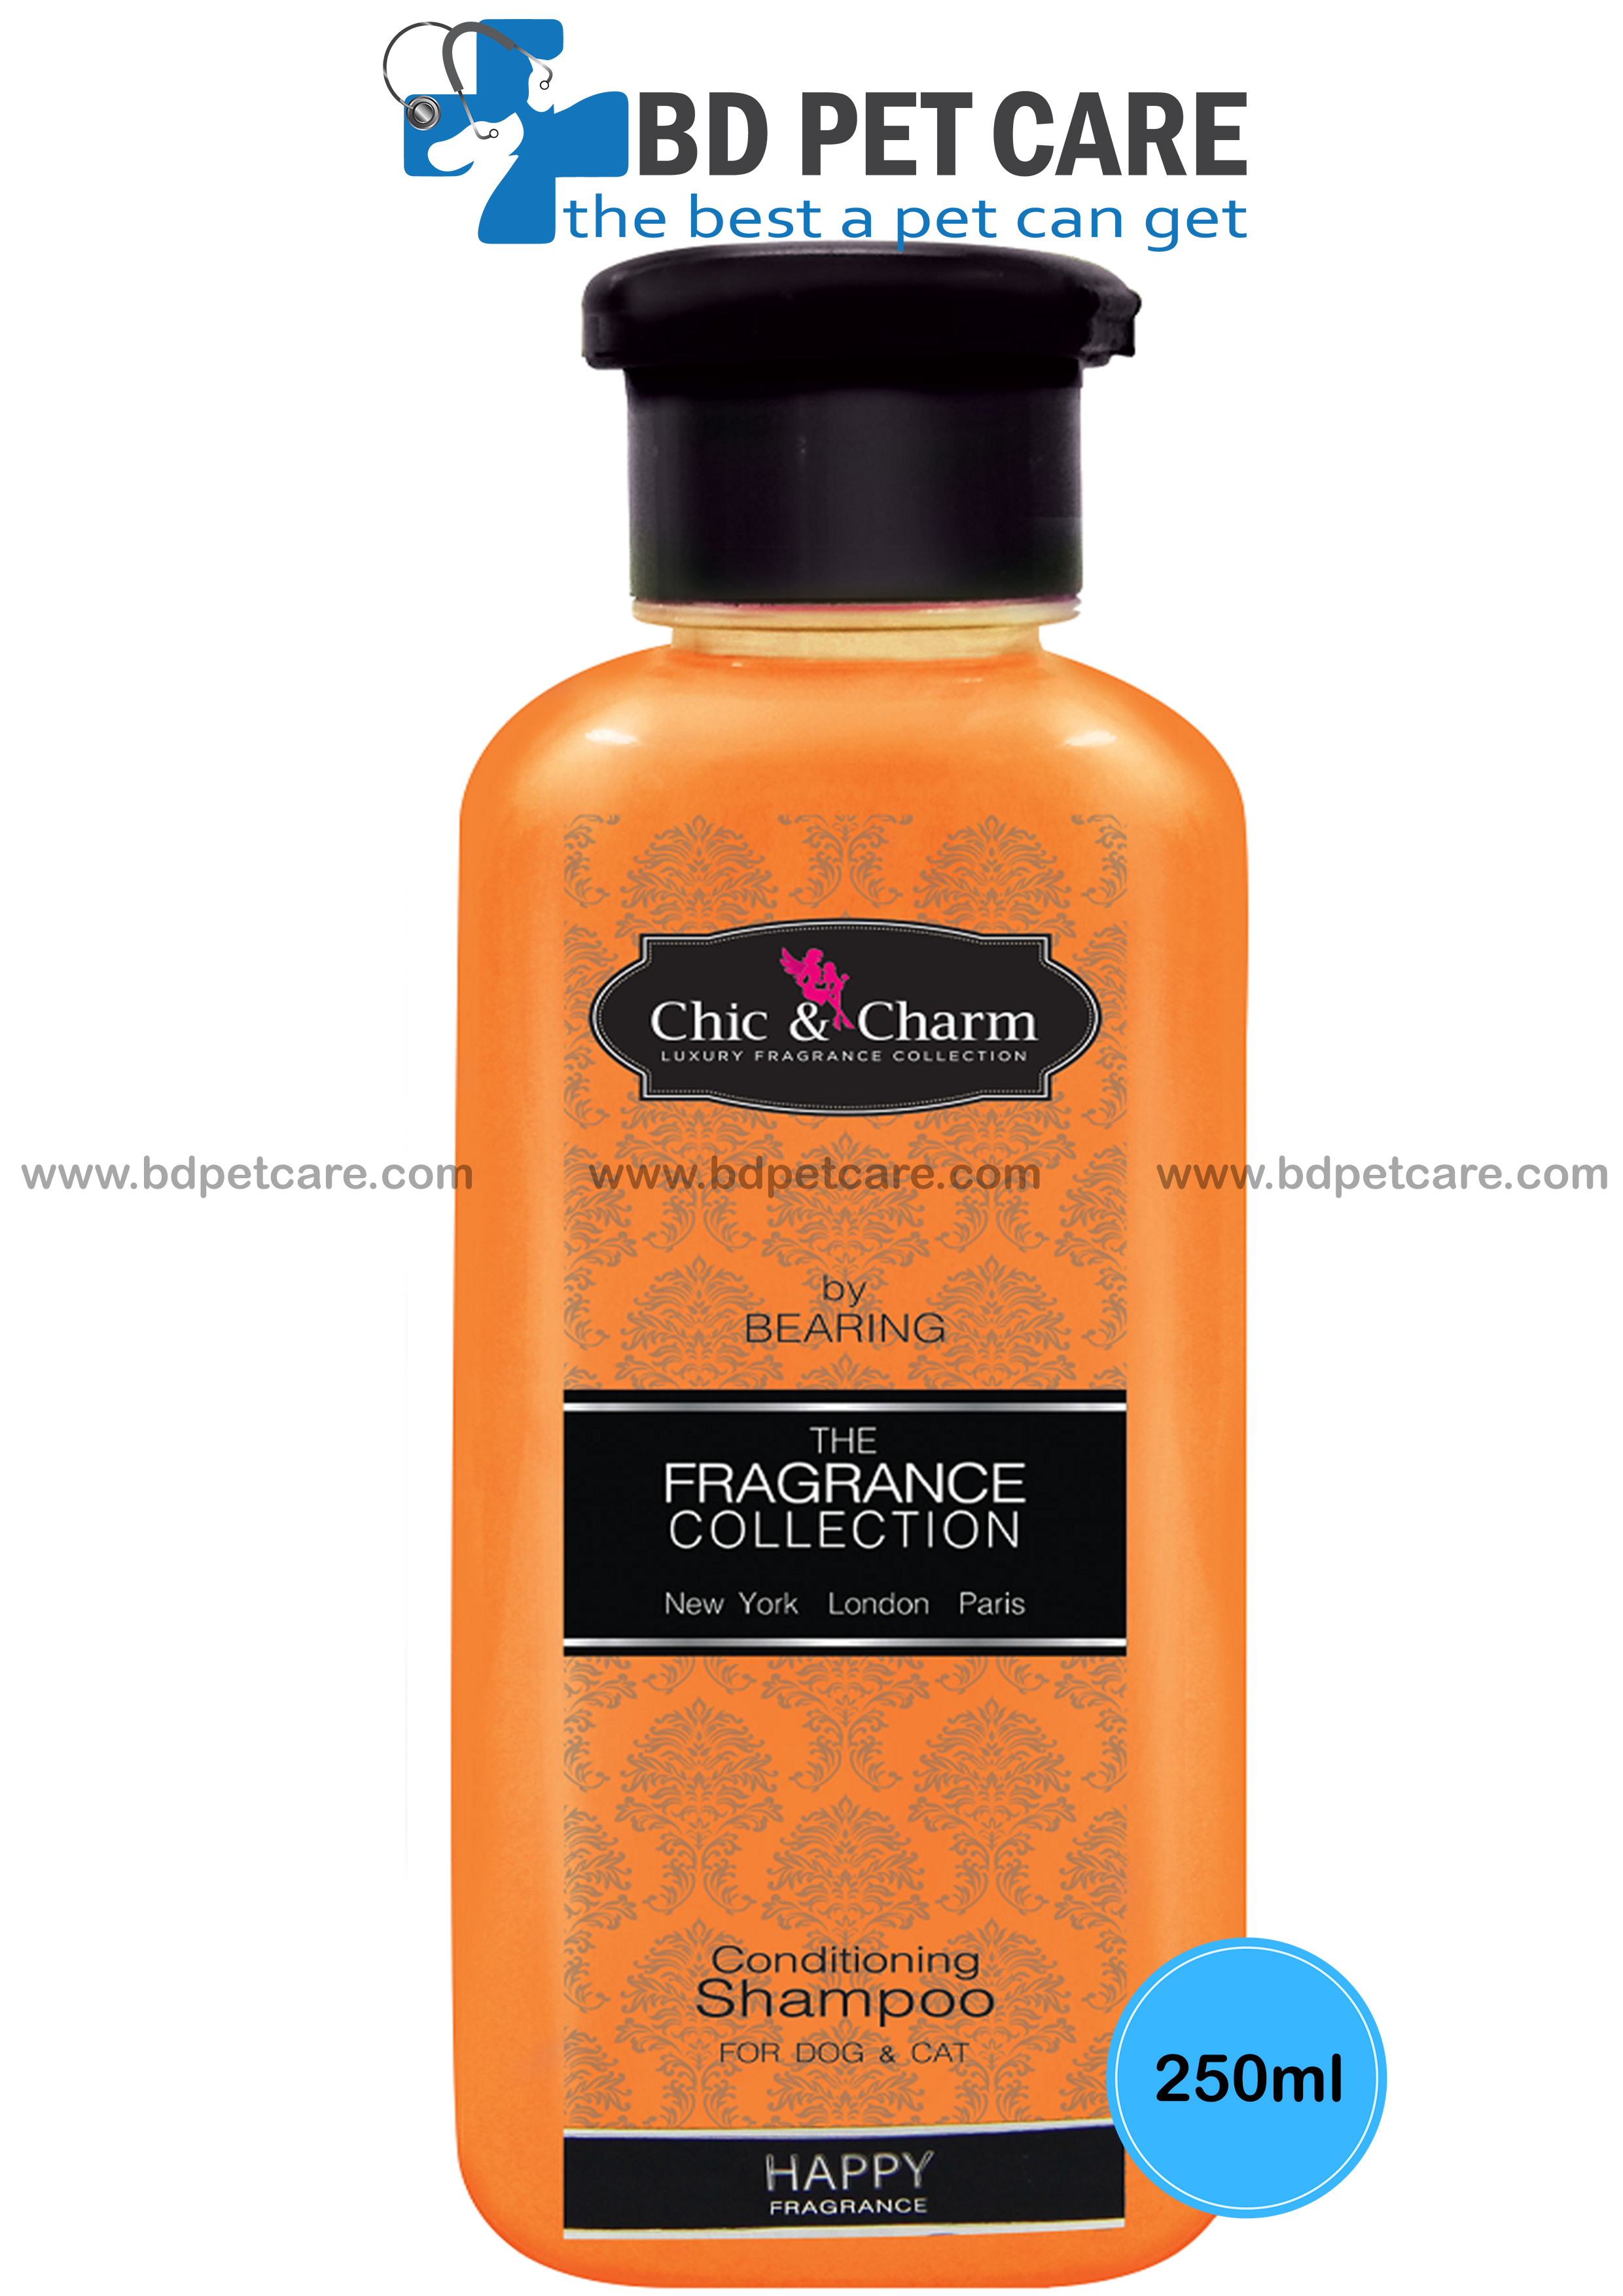 BD PET CARE
the best a pet can get
Chic & Charm
LUXURY FRAGRANCE COLLECTION
www.bdpetcare.com www.bdpetcare.com www.bdpetcare.com
by
BEARING
THE
FRAGRANCE
COLLECTION
New York London Paris
Conditioning
Shampoo
FOR DOG & CAT
250ml
HAPPY
FRAGRANCE